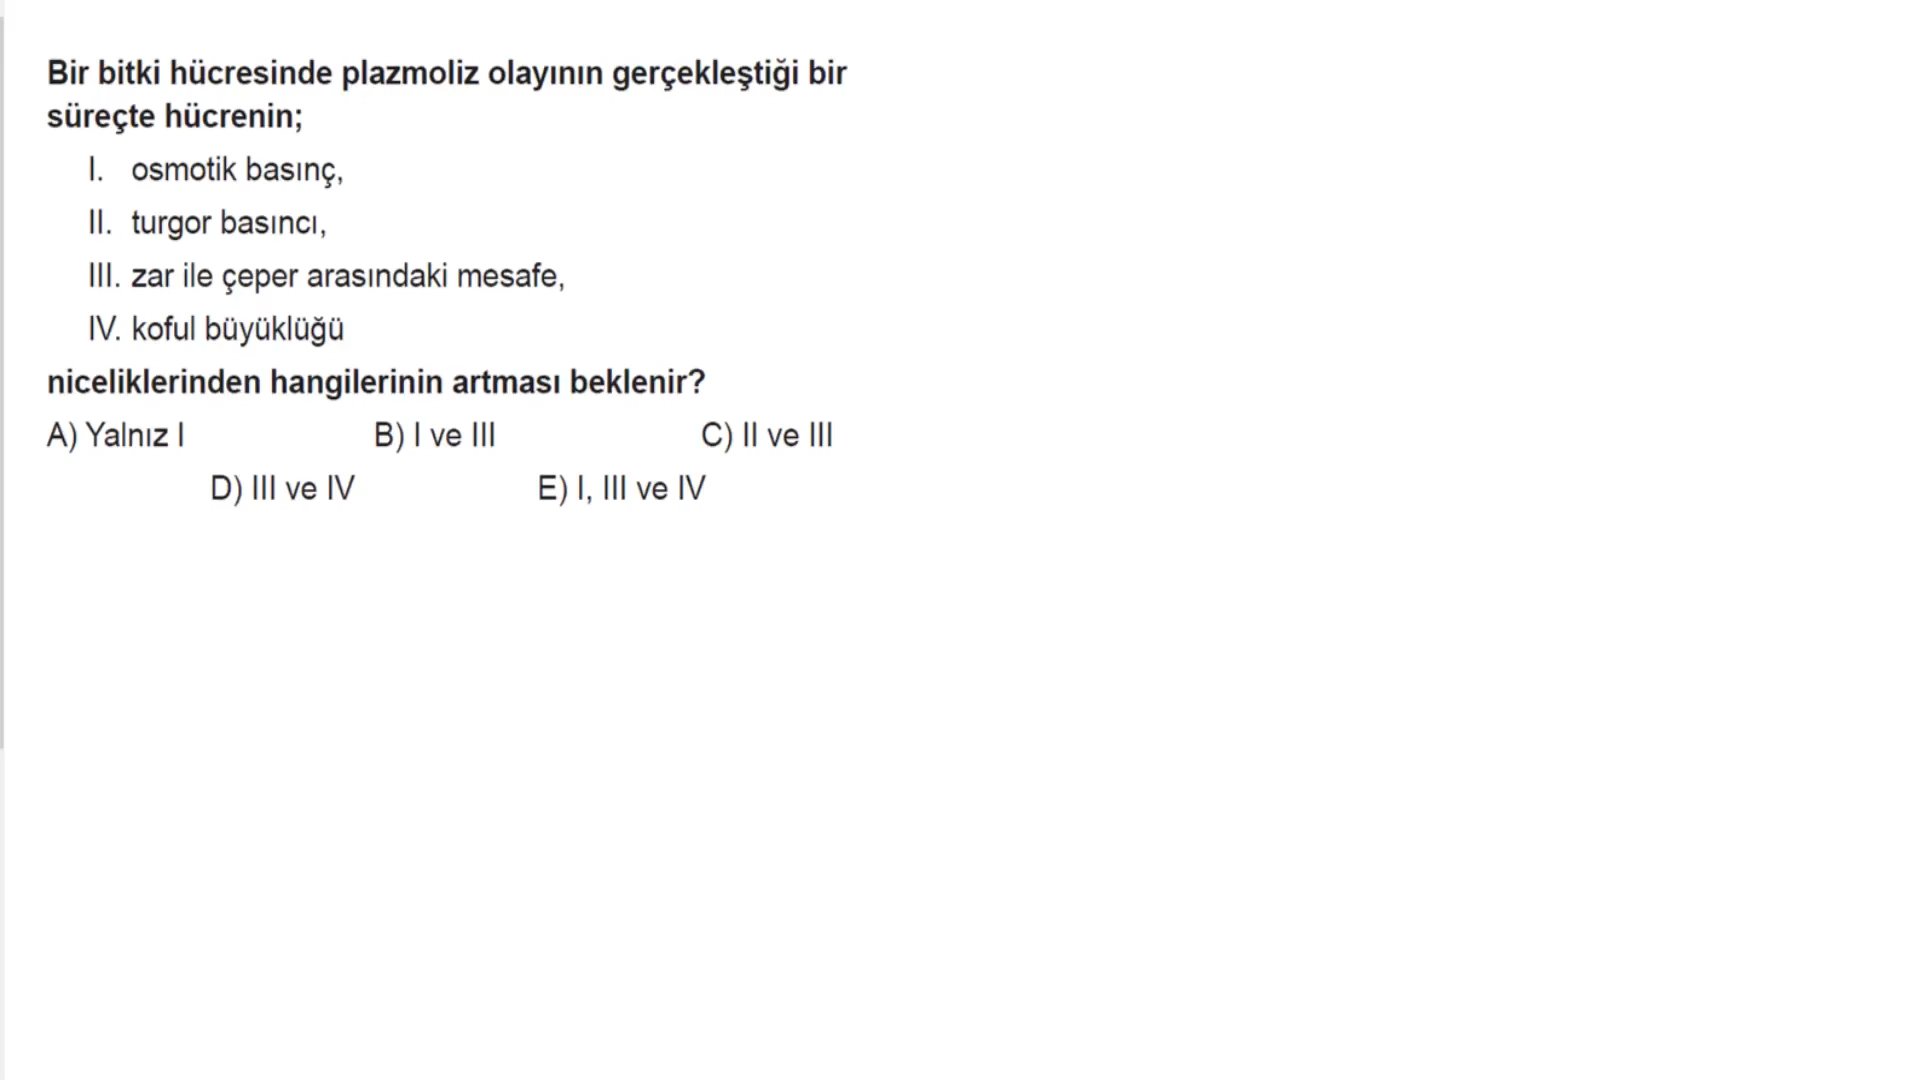 Bir bitki hücresinde plazmoliz olayının gerçekleştiği bir
süreçte hücrenin;
I. osmotik basınç,
II. turgor basıncı,
III. zar ile çeper arasındaki mesafe,
IV. koful büyüklüğü
niceliklerinden hangilerinin artması beklenir?
A) Yalnız I B) I ve III C) II ve III
D) III ve IV E) I, III ve IV